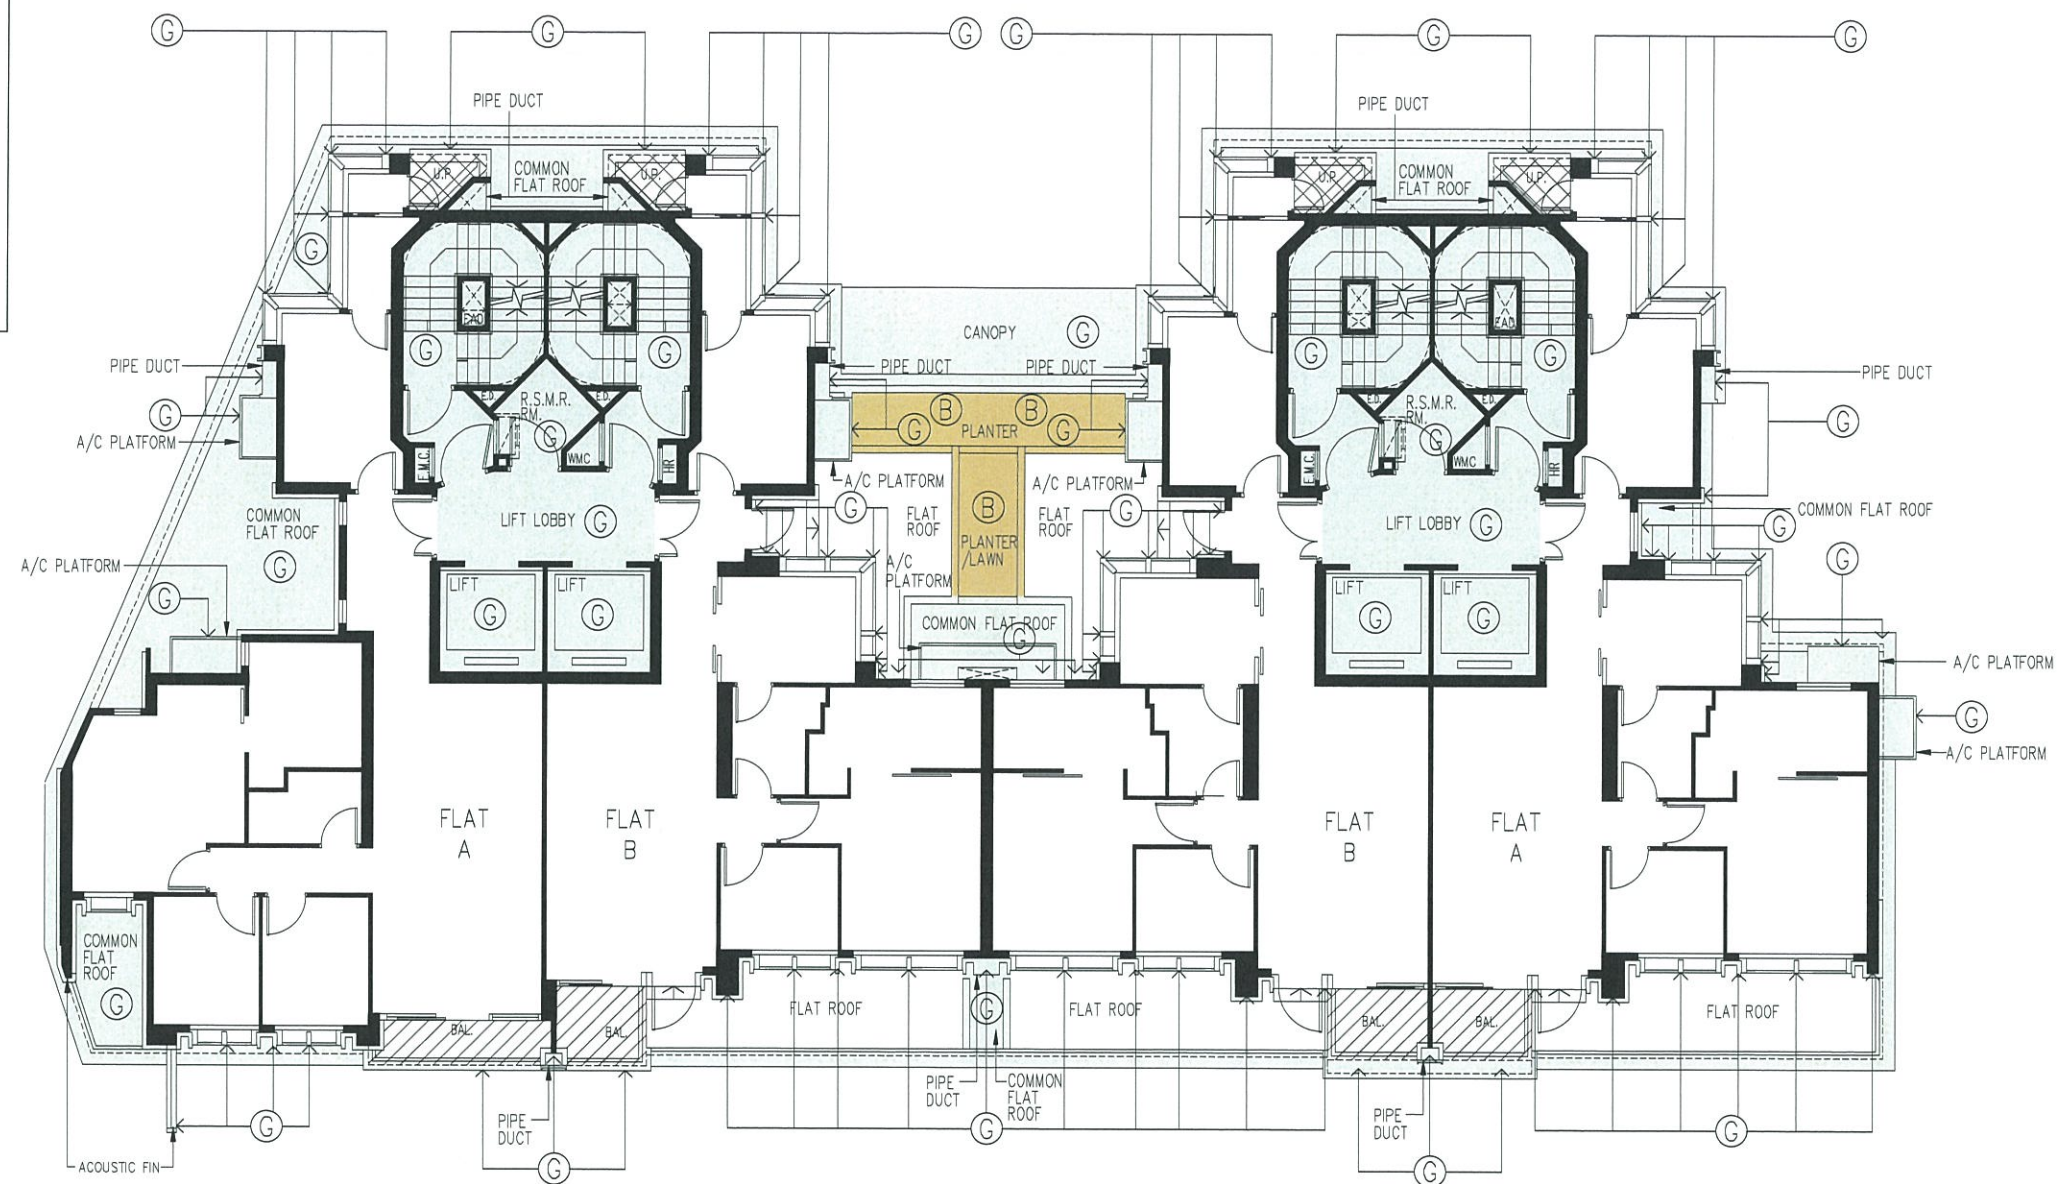 G G G G G G
PIPE DUCT
PIPE DUCT
COMMON
FLAT ROOF
COMMON
FLAT ROOF
U.P.
U.P.
U.P.
U.P.
G
EAD
EAD
CANOPY
G
G
G
G
G
PIPE DUCT
PIPE DUCT
PIPE DUCT
PIPE DUCT
E.D.
E.D.
R.S.M.R.
RM.
G
R.S.M.R.
RM.
G
B
B
G
G
PLANTER
G
A/C PLATFORM
G
E.M.C.
WMC
HR
E.M.C.
WMC
HR
A/C PLATFORM
A/C PLATFORM
COMMON
FLAT ROOF
G
LIFT LOBBY
G
G
FLAT
ROOF
B
FLAT
ROOF
G
LIFT LOBBY
G
COMMON FLAT ROOF
G
PLANTER
/LAWN
A/C PLATFORM
G
A/C
PLATFORM
G
LIFT
G
LIFT
G
COMMON FLAT ROOF
G
LIFT
G
LIFT
G
A/C PLATFORM
G
A/C PLATFORM
FLAT
A
FLAT
B
FLAT
B
FLAT
A
COMMON
FLAT
ROOF
G
FLAT ROOF
G
FLAT ROOF
FLAT ROOF
BAL.
BAL.
BAL.
BAL.
PIPE
DUCT
COMMON
FLAT
ROOF
PIPE
DUCT
PIPE
DUCT
G
G
G
ACOUSTIC FIN
G
G